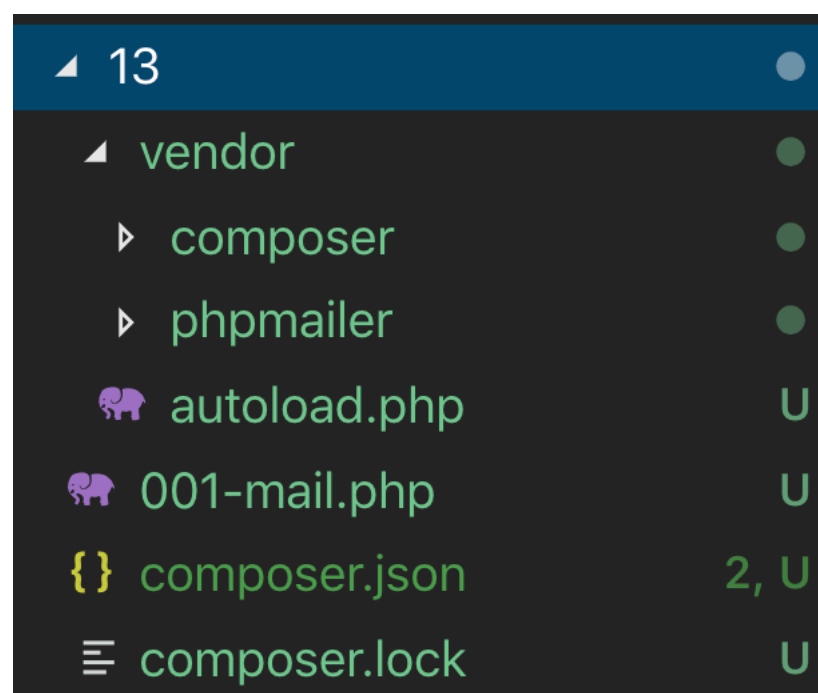 13
vendor
composer
phpmailer
autoload.php U
001-mail.php U
{} composer.json 2, U
composer.lock U